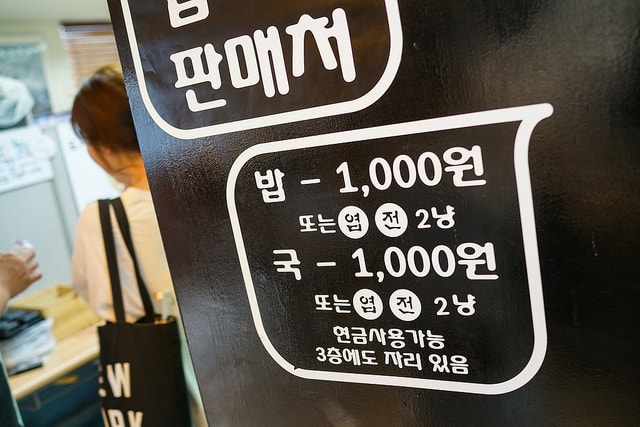 판매처
밥 - 1,000원
또는 엽 전 2냥
국 - 1,000원
또는 엽 전 2냥
현금사용가능
3층에도 자리 있음
EW
YORK